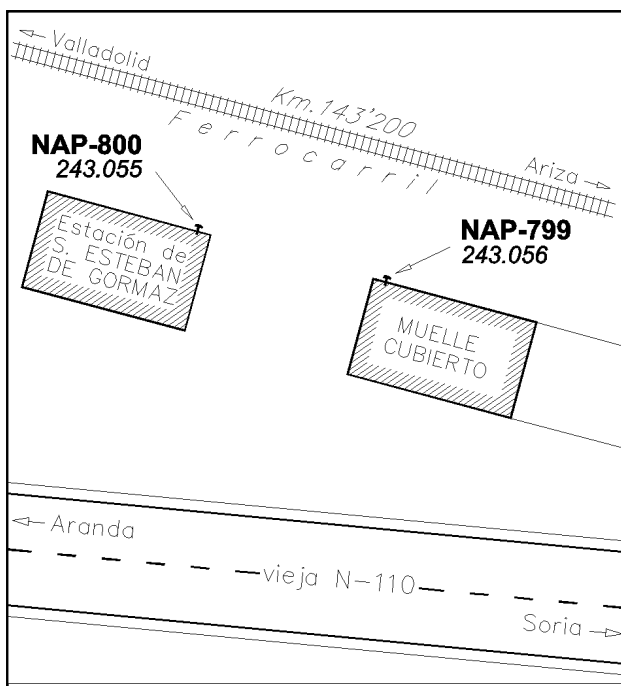 Valladolid
Km.143'200
Ferrocarril
Ariza
NAP-800
243.055
NAP-799
243.056
Estación de
S. ESTEBAN
DE GORMAZ
MUELLE
CUBIERTO
Aranda
vieja N-110
Soria